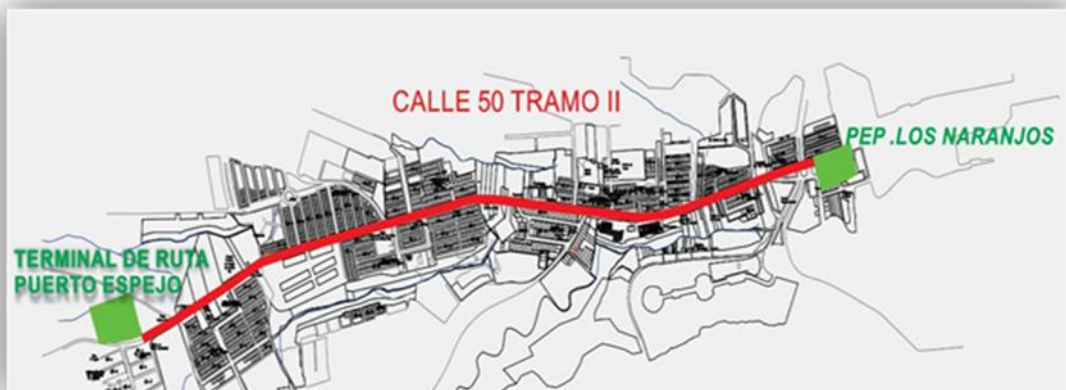 CALLE 50 TRAMO II
PEP .LOS NARANJOS
TERMINAL DE RUTA
PUERTO ESPEJO